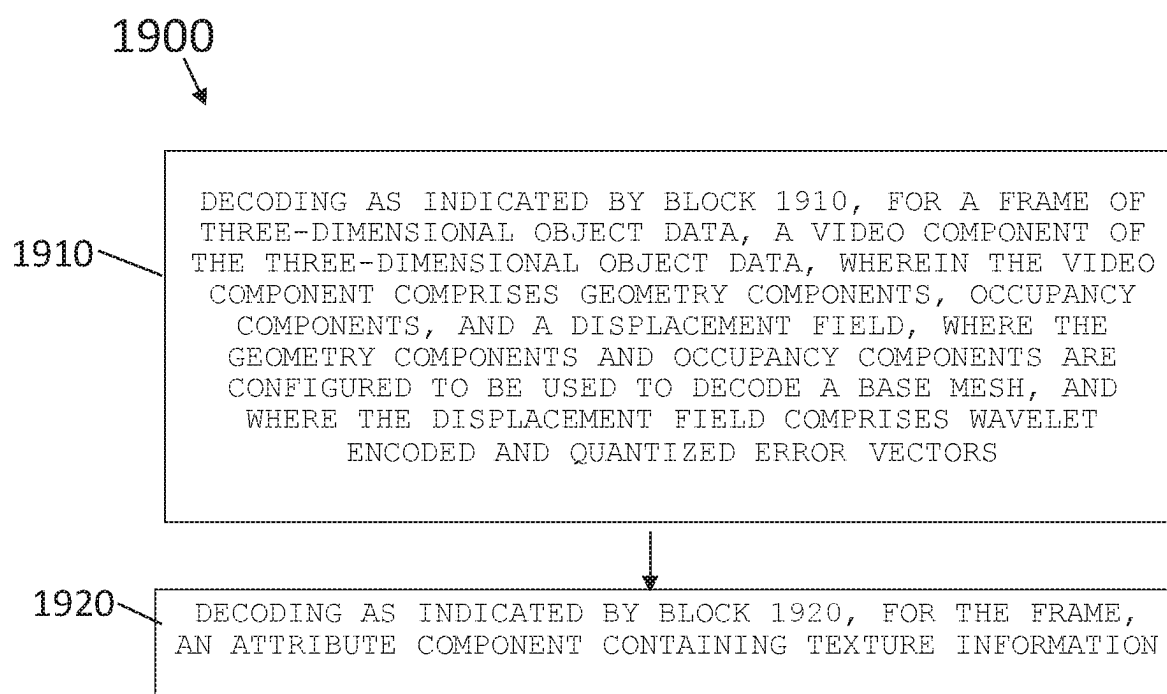 1900
1910
DECODING AS INDICATED BY BLOCK 1910, FOR A FRAME OF
THREE-DIMENSIONAL OBJECT DATA, A VIDEO COMPONENT OF
THE THREE-DIMENSIONAL OBJECT DATA, WHEREIN THE VIDEO
COMPONENT COMPRISES GEOMETRY COMPONENTS, OCCUPANCY
COMPONENTS, AND A DISPLACEMENT FIELD, WHERE THE
GEOMETRY COMPONENTS AND OCCUPANCY COMPONENTS ARE
CONFIGURED TO BE USED TO DECODE A BASE MESH, AND
WHERE THE DISPLACEMENT FIELD COMPRISES WAVELET
ENCODED AND QUANTIZED ERROR VECTORS
1920
DECODING AS INDICATED BY BLOCK 1920, FOR THE FRAME,
AN ATTRIBUTE COMPONENT CONTAINING TEXTURE INFORMATION